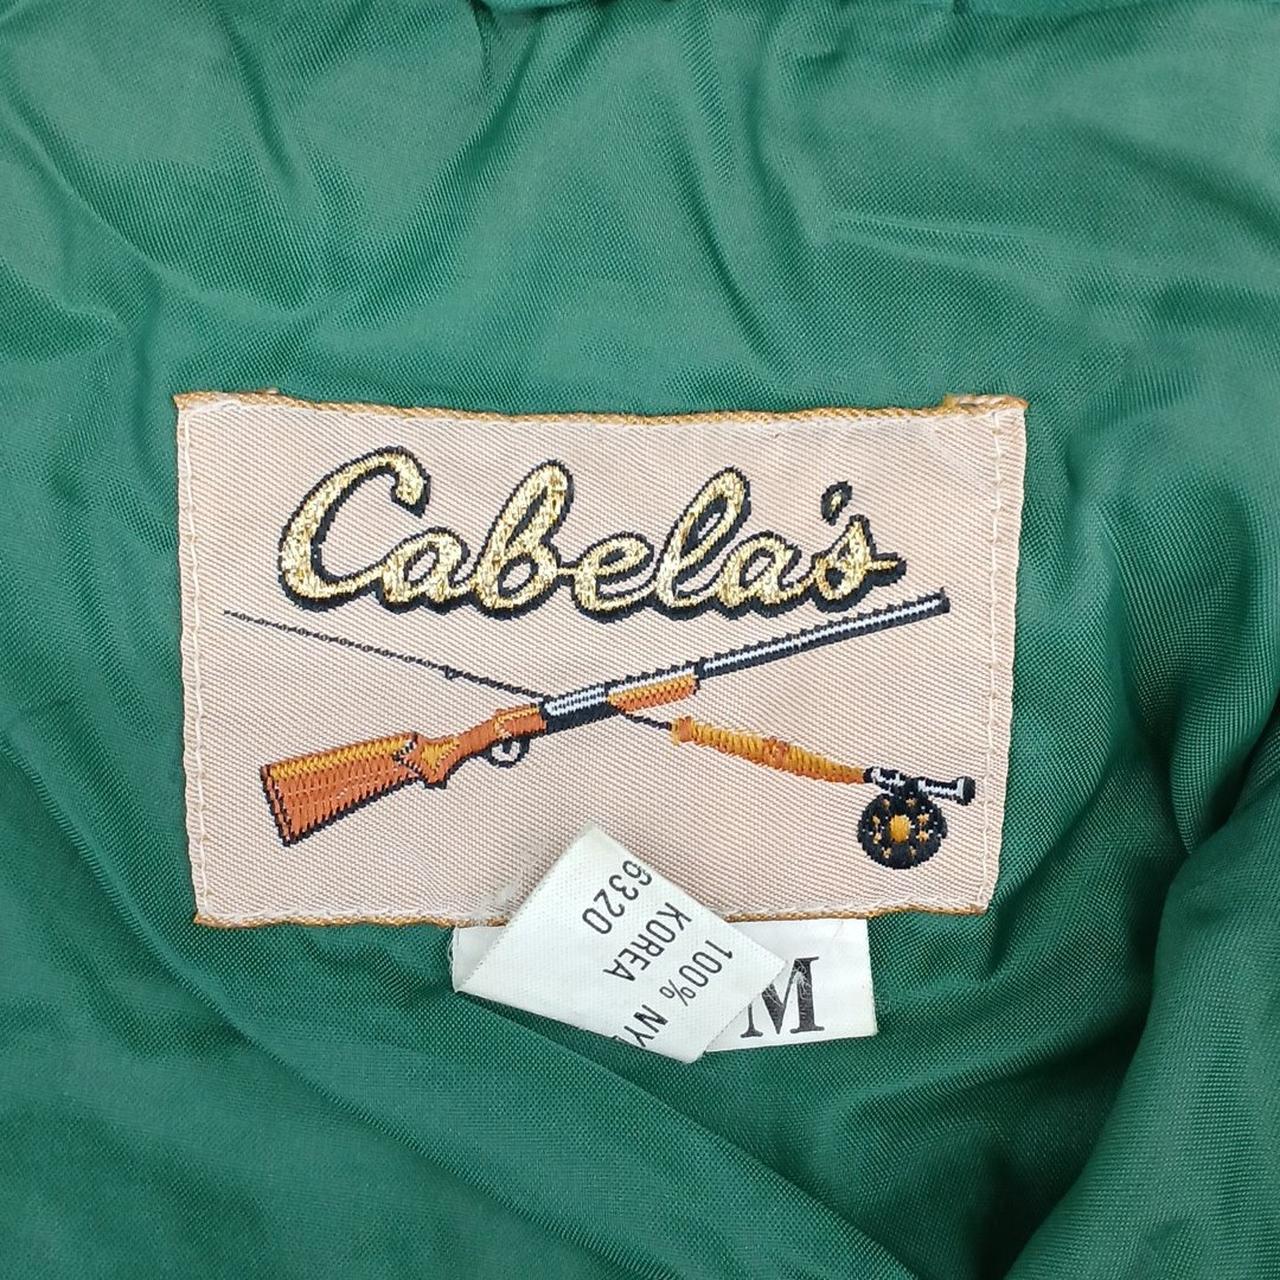 Cabela's
6320
KOREA
100% NY
M